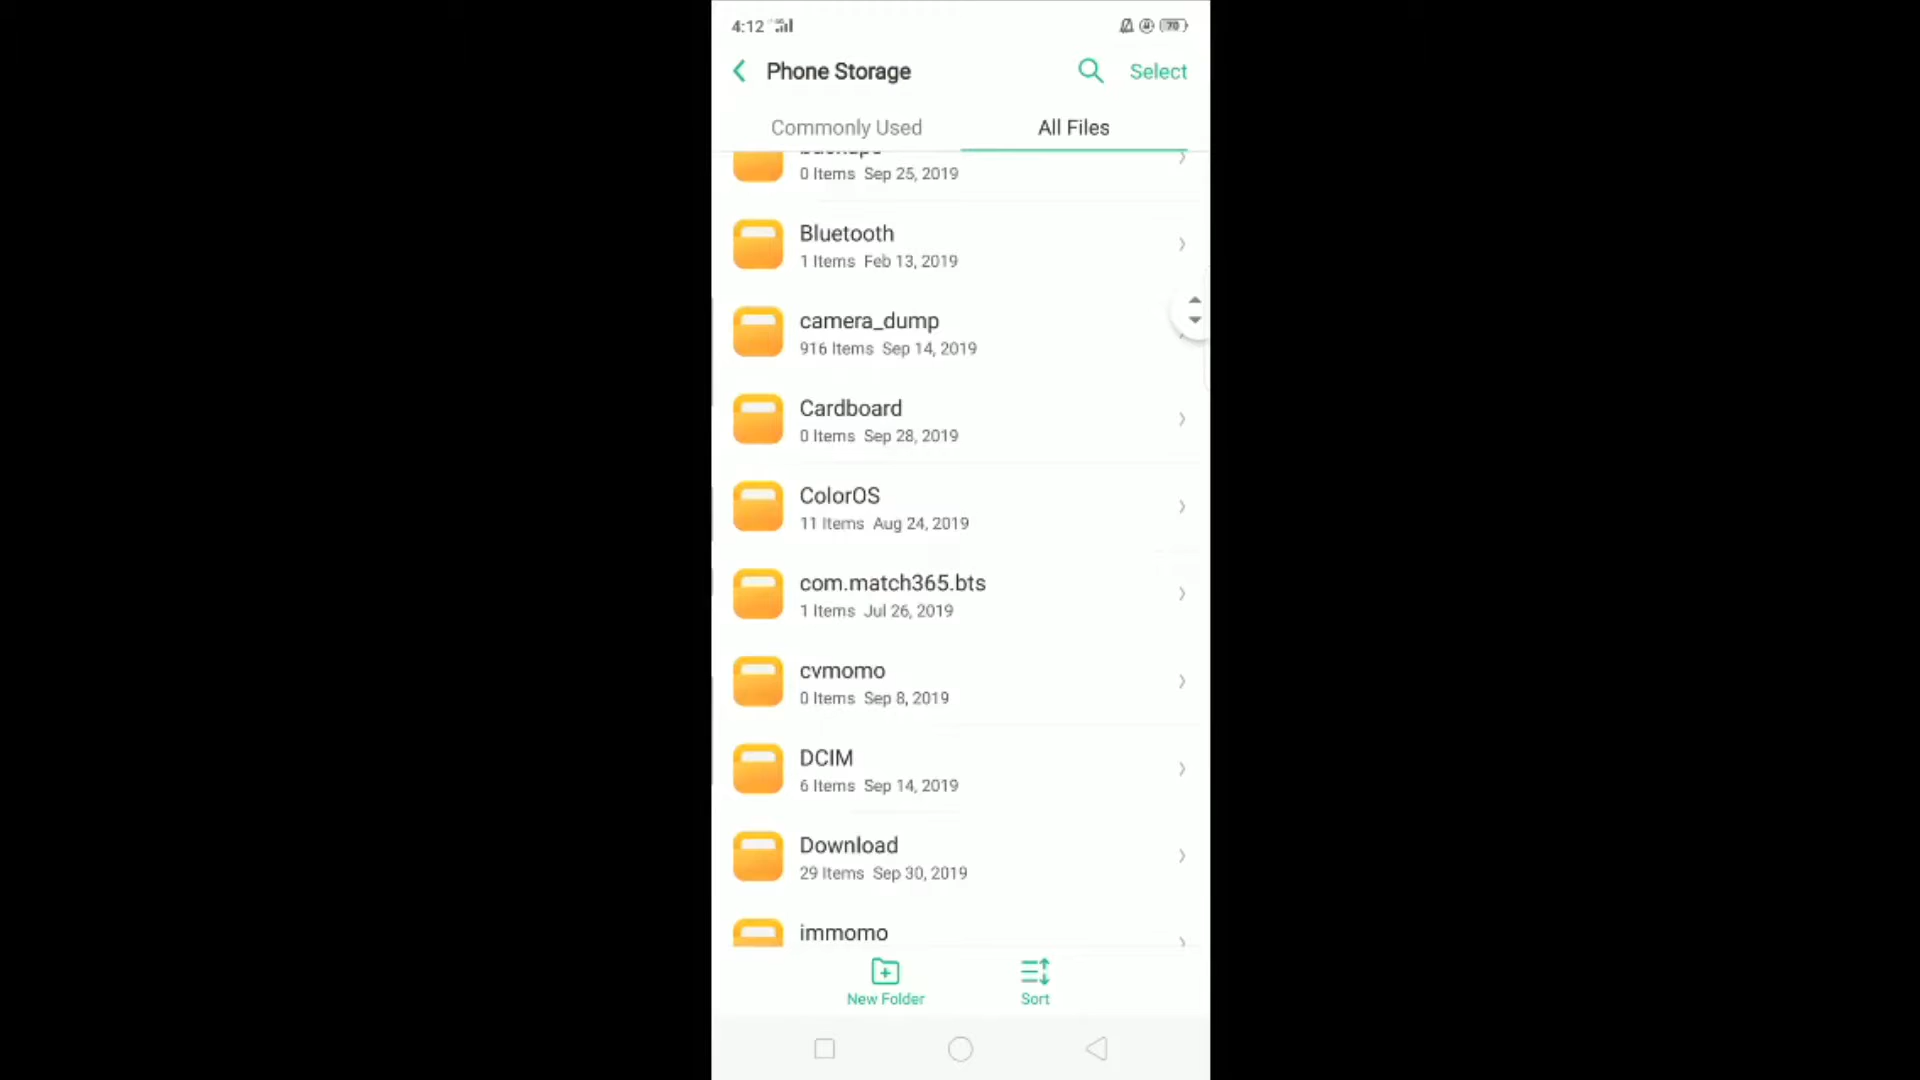 4:12
70
Phone Storage
Select
Commonly Used
All Files
0 Items Sep 25, 2019
Bluetooth
1 Items Feb 13, 2019
camera_dump
916 Items Sep 14, 2019
Cardboard
0 Items Sep 28, 2019
ColorOS
11 Items Aug 24, 2019
com.match365.bts
1 Items Jul 26, 2019
cvmomo
0 Items Sep 8, 2019
DCIM
6 Items Sep 14, 2019
Download
29 Items Sep 30, 2019
immomo
New Folder
Sort